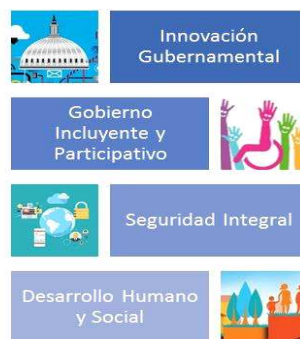 Innovación
Gubernamental
Gobierno
Incluyente y
Participativo
Seguridad Integral
Desarrollo Humano
y Social